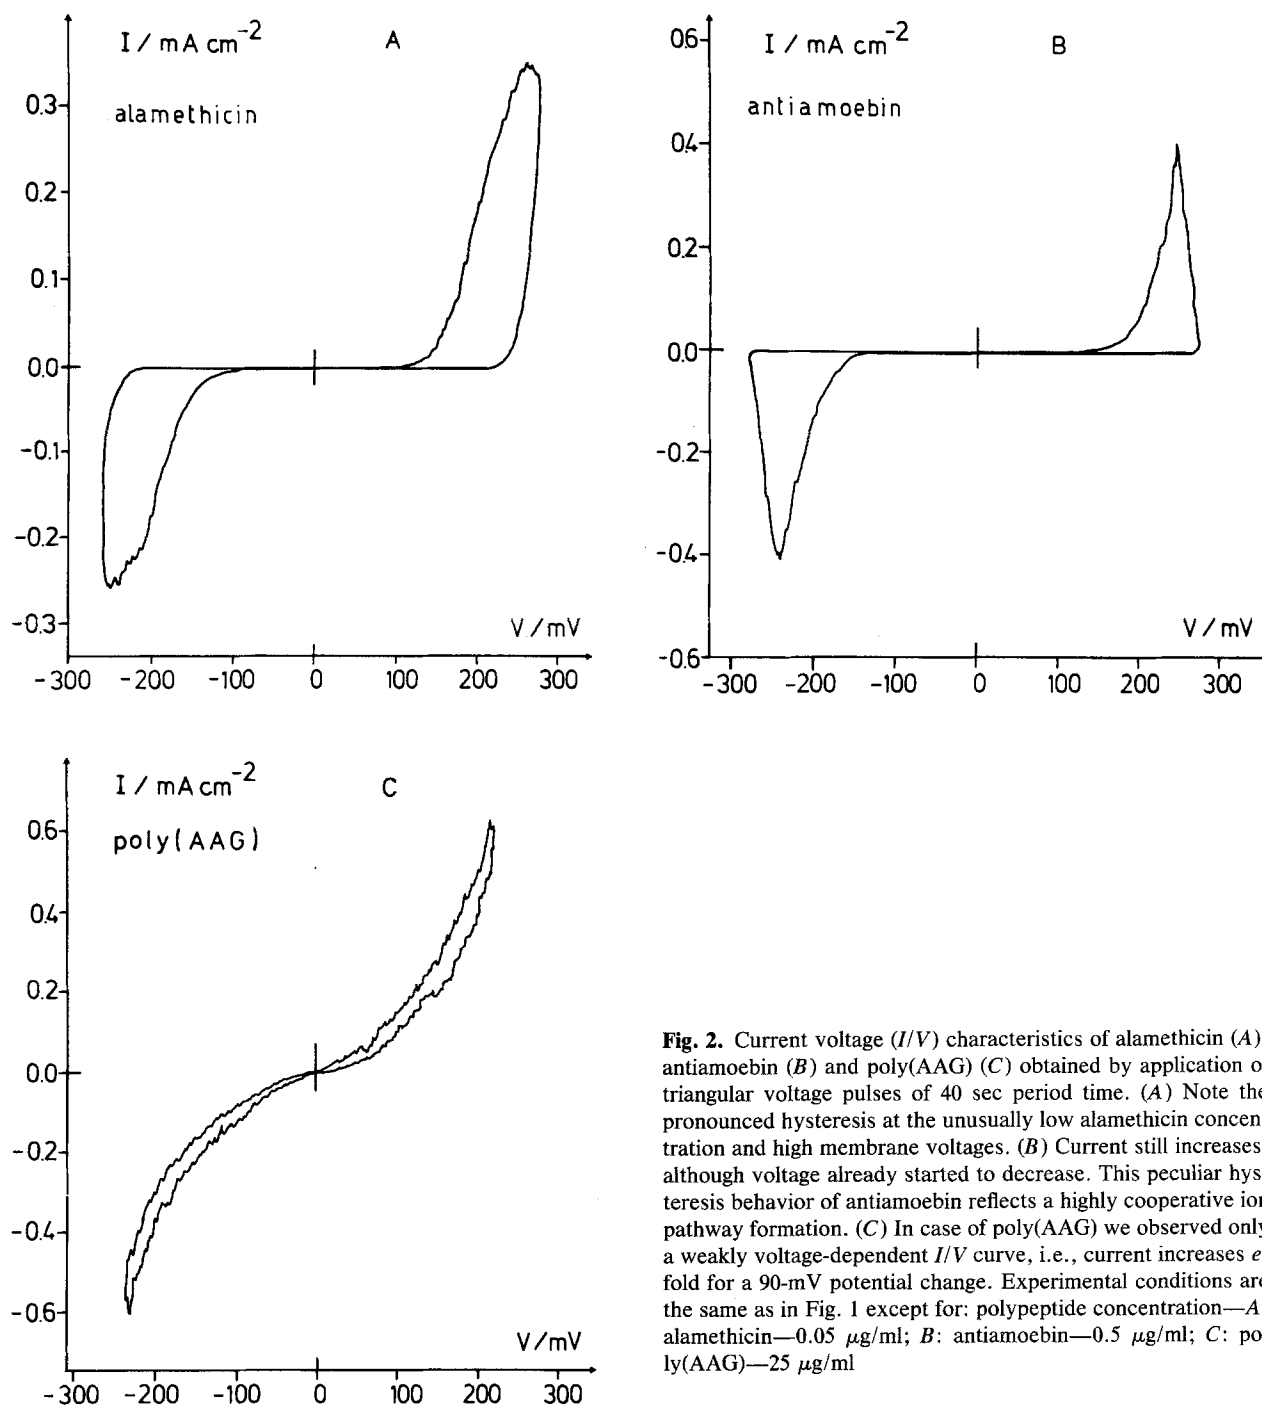 I / mA cm⁻²
A
alamethicin
0.3
0.2
0.1
0.0
-0.1
-0.2
-0.3
V/mV
-300 -200 -100 0 100 200 300
I / mA cm⁻²
B
antiamoebin
0.6
0.4
0.2
0.0
-0.2
-0.4
-0.6
V/mV
-300 -200 -100 0 100 200 300
I / mA cm⁻²
C
poly(AAG)
0.6
0.4
0.2
0.0
-0.2
-0.4
-0.6
V/mV
-300 -200 -100 0 100 200 300
Fig. 2. Current voltage (I/V) characteristics of alamethicin (A)
antiamoebin (B) and poly(AAG) (C) obtained by application o
triangular voltage pulses of 40 sec period time. (A) Note the
pronounced hysteresis at the unusually low alamethicin concen
tration and high membrane voltages. (B) Current still increases
although voltage already started to decrease. This peculiar hys
teresis behavior of antiamoebin reflects a highly cooperative ion
pathway formation. (C) In case of poly(AAG) we observed only
a weakly voltage-dependent I/V curve, i.e., current increases e
fold for a 90-mV potential change. Experimental conditions are
the same as in Fig. 1 except for: polypeptide concentration—A
alamethicin—0.05 μg/ml; B: antiamoebin—0.5 μg/ml; C: po
ly(AAG)—25 μg/ml